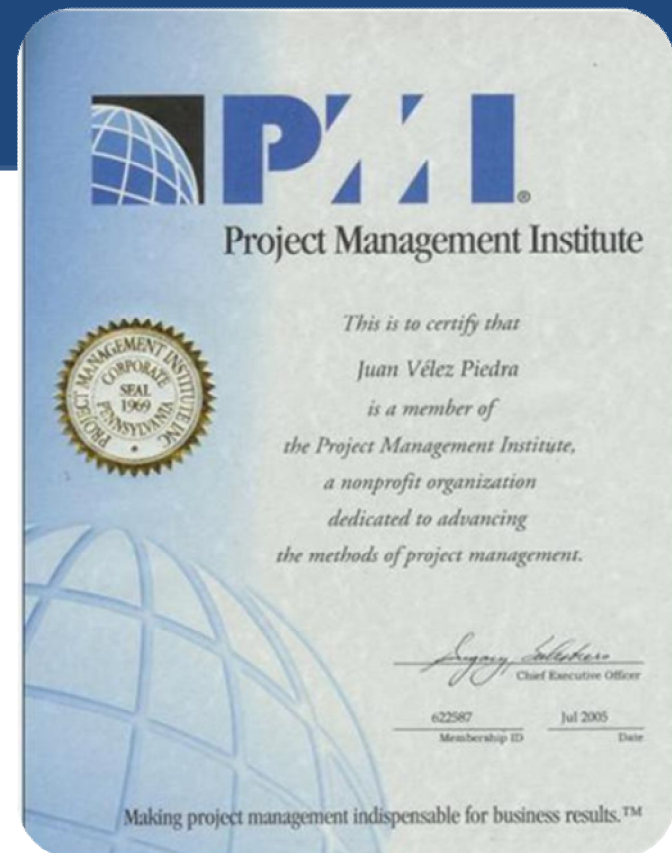 PMI®
Project Management Institute
PROJECT MANAGEMENT INSTITUTE INC
CORPORATE
SEAL
1969
PENNSYLVANIA
This is to certify that
Juan Vélez Piedra
is a member of
the Project Management Institute,
a nonprofit organization
dedicated to advancing
the methods of project management.
Chief Executive Officer
622587 Jul 2005
Membership ID Date
Making project management indispensable for business results.™